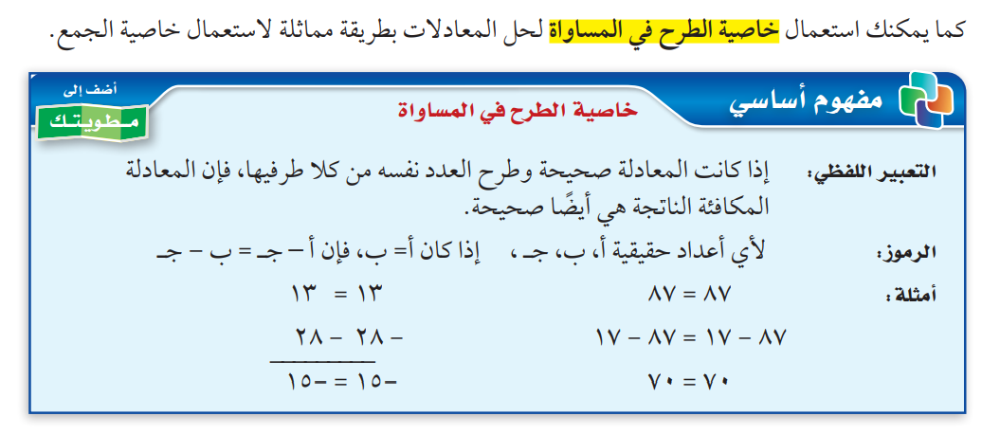 كما يمكنك استعمال خاصية الطرح في المساواة لحل المعادلات بطريقة مماثلة لاستعمال خاصية الجمع.
مفهوم أساسي
خاصية الطرح في المساواة
أضف إلى
مطويتك
التعبير اللفظي: إذا كانت المعادلة صحيحة وطرح العدد نفسه من كلا طرفيها، فإن المعادلة
المكافئة الناتجة هي أيضًا صحيحة.
الرموز: لأي أعداد حقيقية أ، ب، جـ ، إذا كان أ= ب، فإن أ – جـ = ب – جـ
أمثلة: ٨٧ = ٨٧ ١٣ = ١٣
٨٧ – ١٧ = ٨٧ – ١٧ – ٢٨ – ٢٨
٧٠ = ٧٠ –١٥ = –١٥